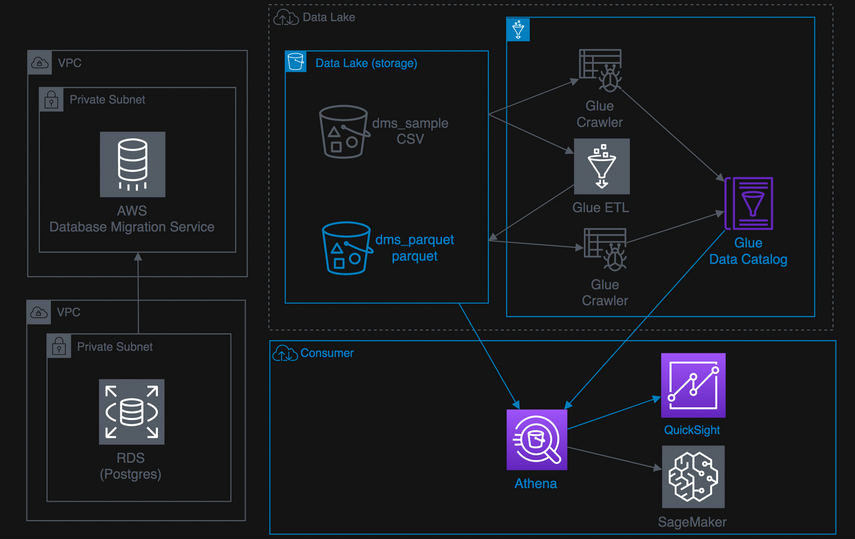 Data Lake
VPC
Private Subnet
AWS
Database Migration Service
VPC
Private Subnet
RDS
(Postgres)
Data Lake (storage)
dms_sample
CSV
dms_parquet
parquet
Glue
Crawler
Glue ETL
Glue
Crawler
Glue
Data Catalog
Consumer
Athena
QuickSight
SageMaker